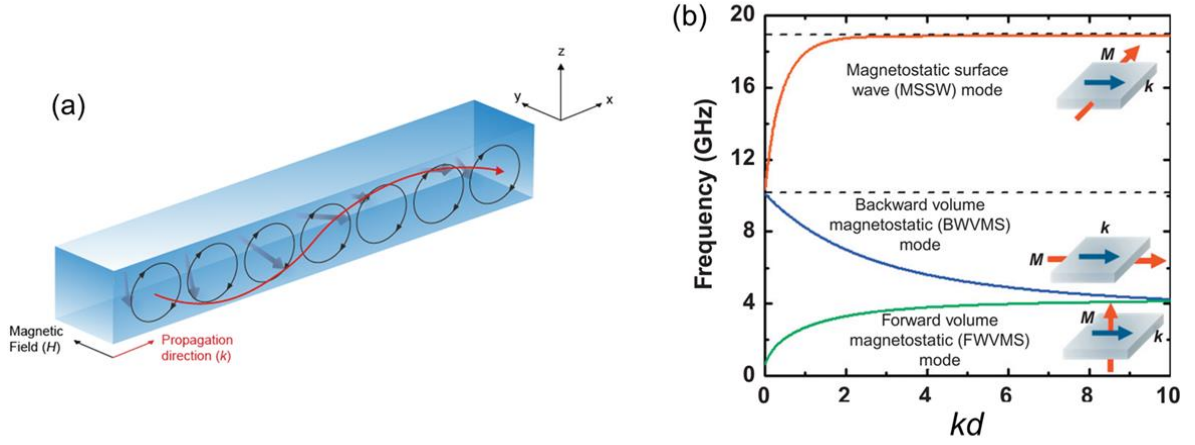 (a)
z
y
x
Magnetic
Field (H)
Propagation
direction (k)
(b)
Frequency (GHz)
20
16
12
8
4
0
0
2
4
6
8
10
kd
Magnetostatic surface
wave (MSSW) mode
M
k
Backward volume
magnetostatic (BWVMS)
mode
k
M
Forward volume
magnetostatic (FWVMS)
mode
M
k